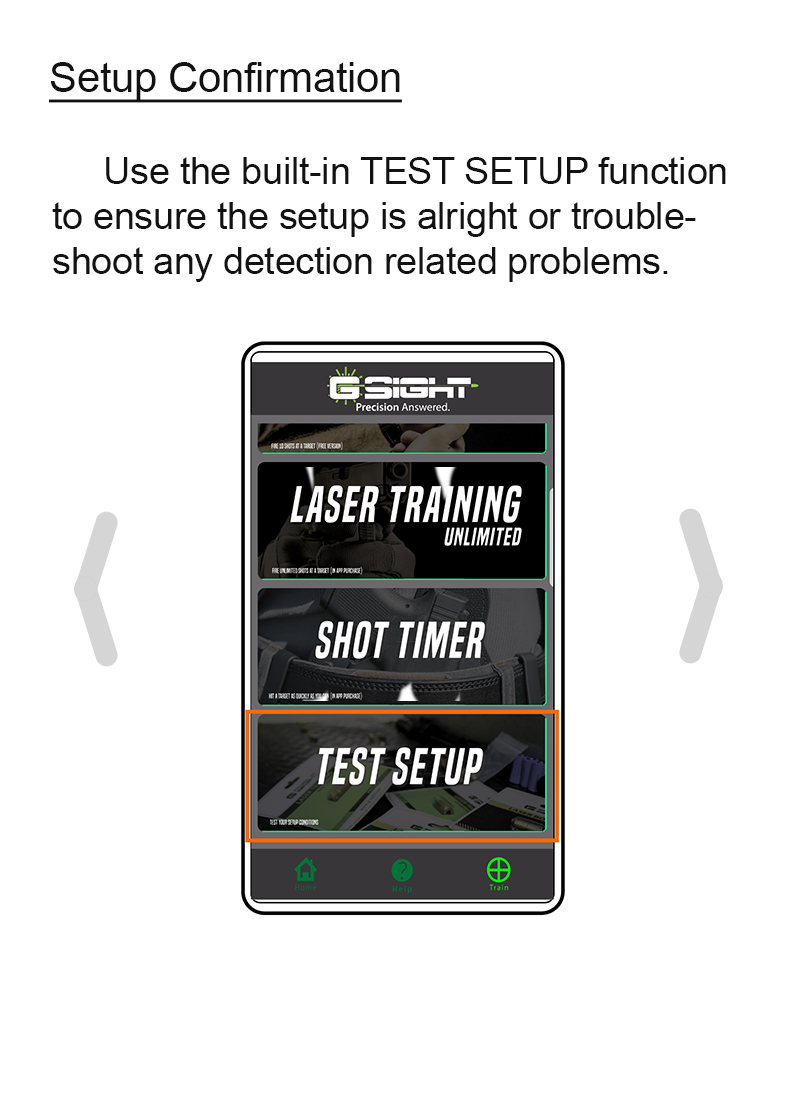 Setup Confirmation
Use the built-in TEST SETUP function
to ensure the setup is alright or trouble-
shoot any detection related problems.
G-SIGHT
Precision Answered.
FIRE 10 SHOTS AT A TARGET (FREE VERSION)
LASER TRAINING
UNLIMITED
FIRE UNLIMITED SHOTS AT A TARGET (IN APP PURCHASE)
SHOT TIMER
HIT A TARGET AS QUICKLY AS YOU CAN (IN APP PURCHASE)
TEST SETUP
TEST YOUR SETUP CONDITIONS
Home Help Train